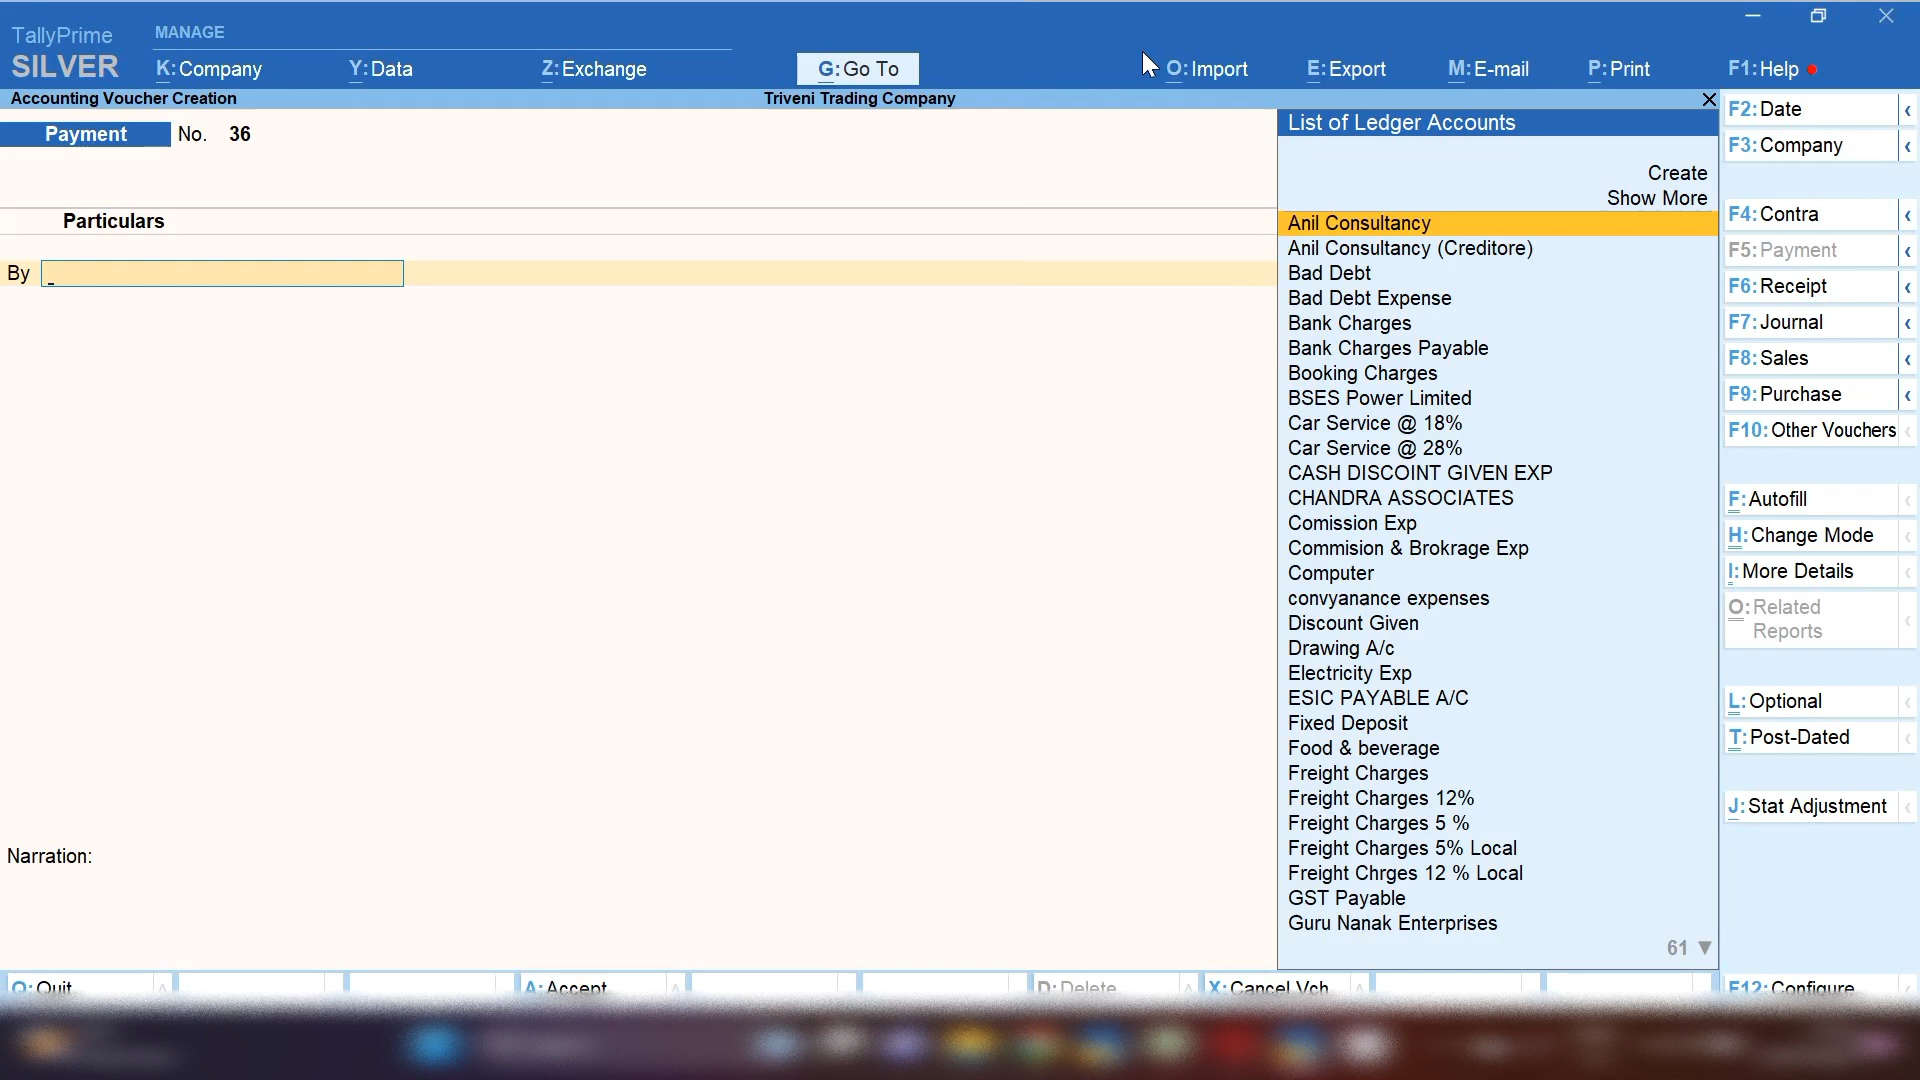 MANAGE
TallyPrime
SILVER
K:Company
Y:Data
Z:Exchange
G:Go To
O:Import
E:Export
M:E-mail
P:Print
F1:Help
Accounting Voucher Creation
Triveni Trading Company
Payment No. 36
Particulars
By
Narration:
List of Ledger Accounts
Create
Show More
Anil Consultancy
Anil Consultancy (Creditore)
Bad Debt
Bad Debt Expense
Bank Charges
Bank Charges Payable
Booking Charges
BSES Power Limited
Car Service @ 18%
Car Service @ 28%
CASH DISCOINT GIVEN EXP
CHANDRA ASSOCIATES
Comission Exp
Commision & Brokrage Exp
Computer
convyanance expenses
Discount Given
Drawing A/c
Electricity Exp
ESIC PAYABLE A/C
Fixed Deposit
Food & beverage
Freight Charges
Freight Charges 12%
Freight Charges 5 %
Freight Charges 5% Local
Freight Chrges 12 % Local
GST Payable
Guru Nanak Enterprises
61
F2:Date
F3:Company
F4:Contra
F5:Payment
F6:Receipt
F7:Journal
F8:Sales
F9:Purchase
F10:Other Vouchers
F:Autofill
H:Change Mode
I:More Details
O:Related
Reports
L:Optional
T:Post-Dated
J:Stat Adjustment
Q:Quit
A:Accept
D:Delete
X:Cancel Vch
F12:Configure